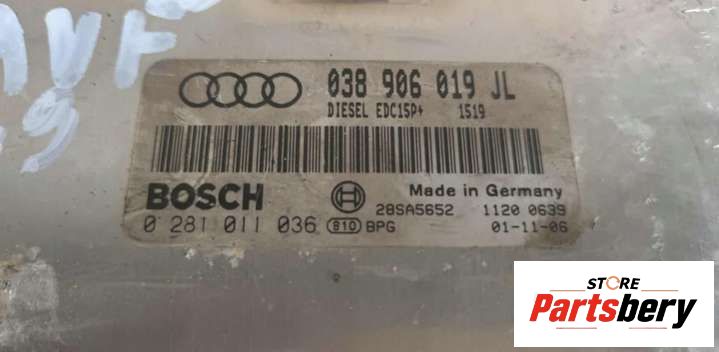 038 906 019 JL
DIESEL EDC15P+ 1519
BOSCH
Made in Germany
0 281 011 036
810
BPG
28SA5652
1120 0639
01-11-06
STORE
Partsbery